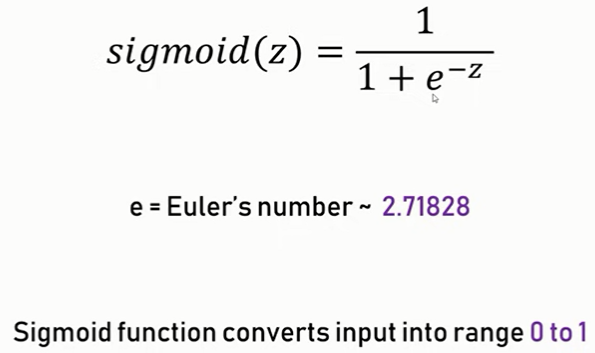 sigmoid(z) = 1 / (1 + e^−z)
e = Euler's number ~ 2.71828
Sigmoid function converts input into range 0 to 1